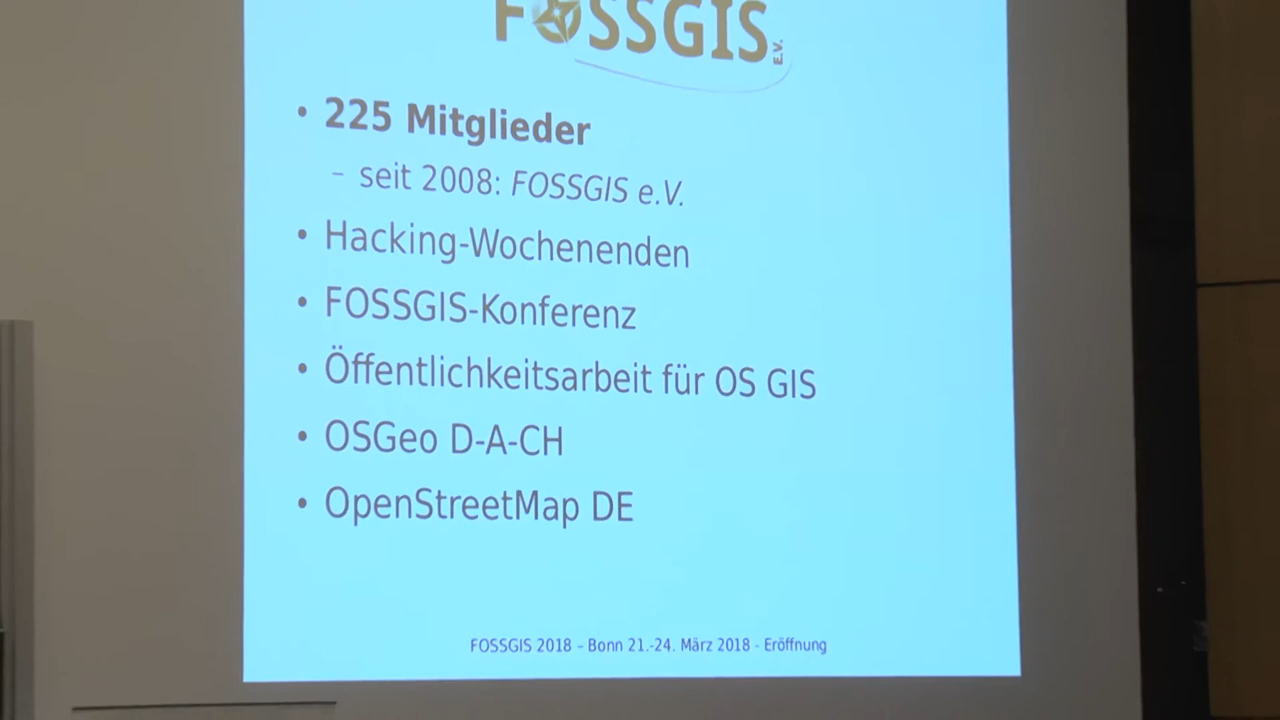 FOSSGIS E.V.
• 225 Mitglieder
– seit 2008: FOSSGIS e.V.
• Hacking-Wochenenden
• FOSSGIS-Konferenz
• Öffentlichkeitsarbeit für OS GIS
• OSGeo D-A-CH
• OpenStreetMap DE
FOSSGIS 2018 – Bonn 21.-24. März 2018 - Eröffnung